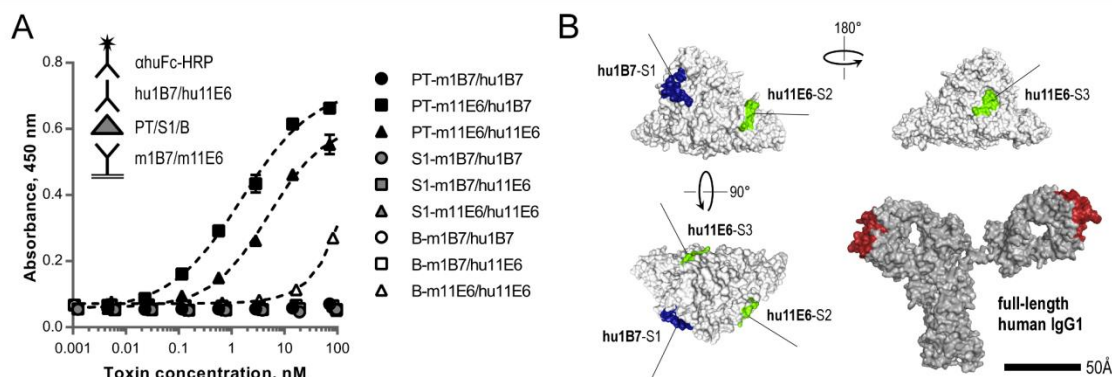 A
Absorbance, 450 nm
0.8
0.6
0.4
0.2
0.0
0.001
0.01
0.1
1
10
100
Toxin concentration, nM
αhuFc-HRP
hu1B7/hu11E6
PT/S1/B
m1B7/m11E6
PT-m1B7/hu1B7
PT-m11E6/hu1B7
PT-m11E6/hu11E6
S1-m1B7/hu1B7
S1-m1B7/hu11E6
S1-m11E6/hu11E6
B-m1B7/hu1B7
B-m1B7/hu11E6
B-m11E6/hu11E6
B
hu1B7-S1
hu11E6-S2
180°
hu11E6-S3
90°
hu11E6-S3
hu11E6-S2
hu1B7-S1
full-length
human IgG1
50Å